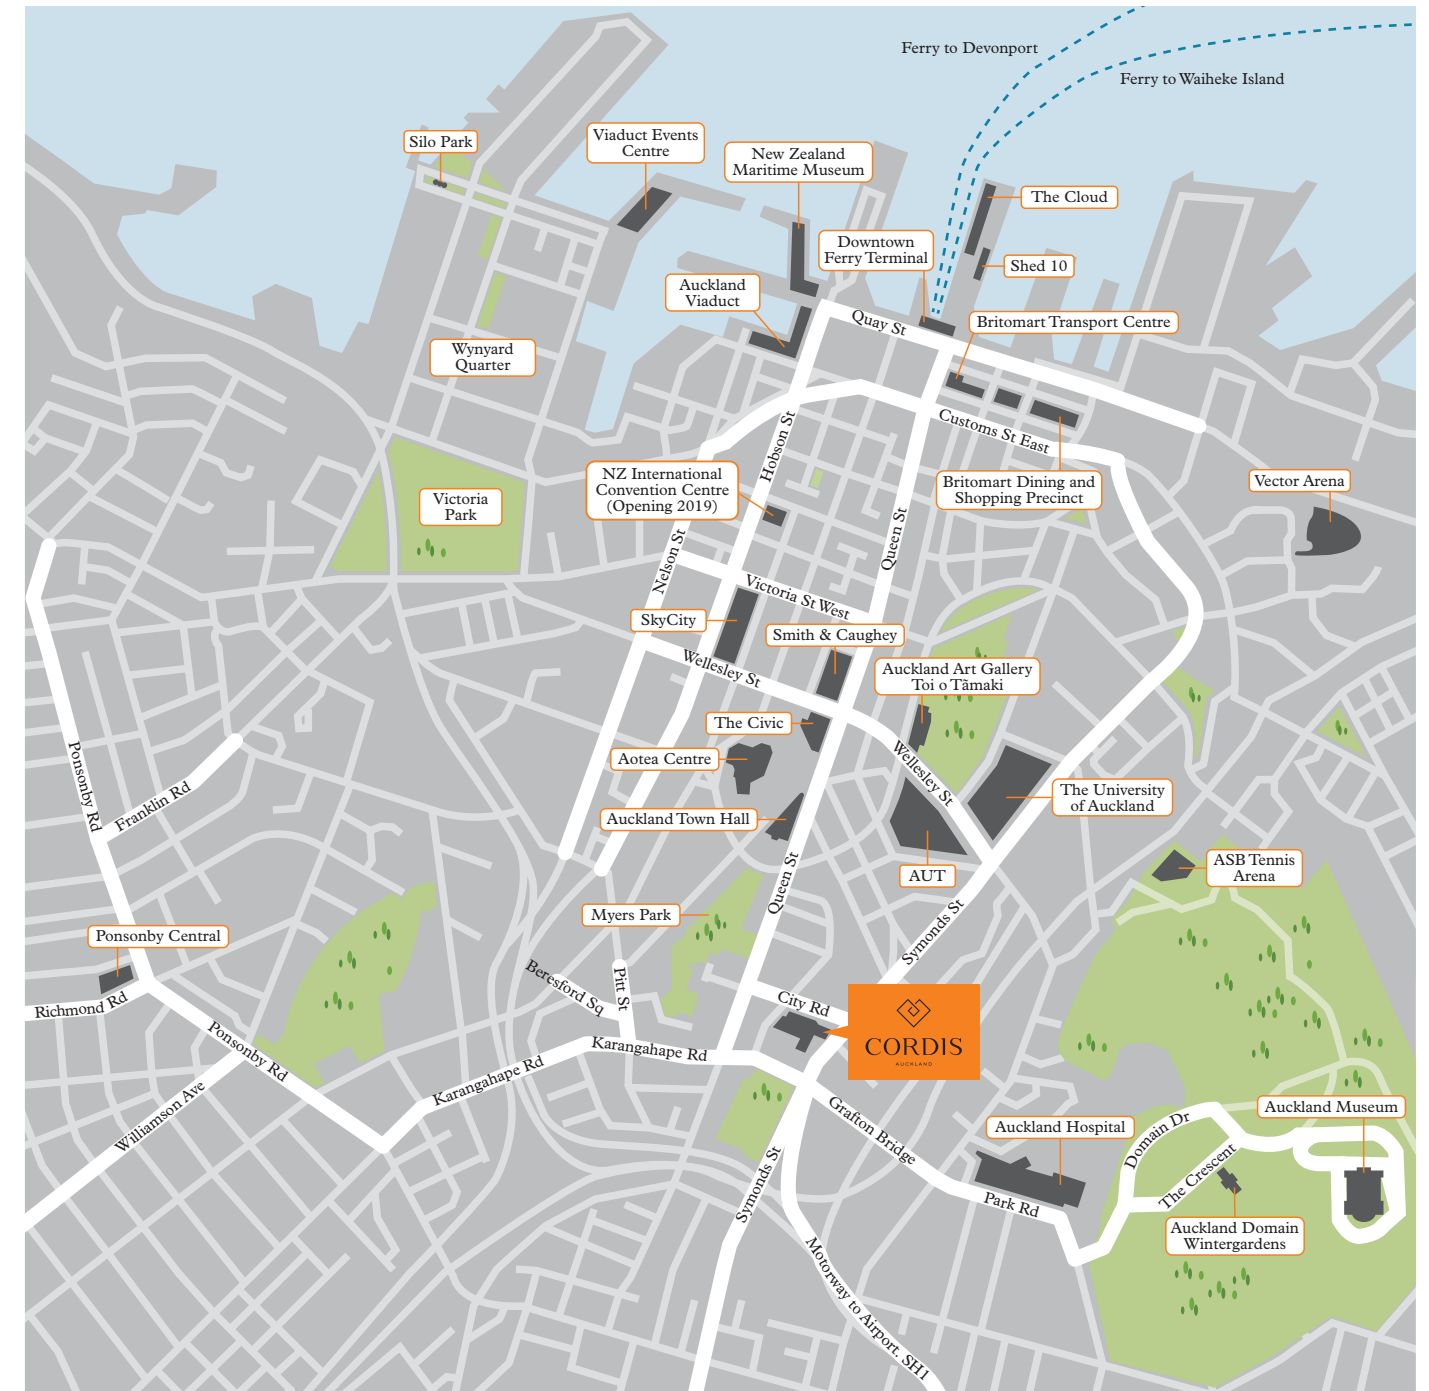 Ferry to Devonport
Ferry to Waiheke Island
Silo Park
Viaduct Events
Centre
New Zealand
Maritime Museum
The Cloud
Downtown
Ferry Terminal
Shed 10
Auckland
Viaduct
Quay St
Britomart Transport Centre
Wynyard
Quarter
Hobson St
Customs St East
NZ International
Convention Centre
(Opening 2019)
Britomart Dining and
Shopping Precinct
Vector Arena
Victoria
Park
Queen St
Nelson St
Victoria St West
SkyCity
Smith & Caughey
Wellesley St
Auckland Art Gallery
Toi o Tãmaki
The Civic
Aotea Centre
Wellesley St
Ponsonby Rd
Franklin Rd
The University
of Auckland
Auckland Town Hall
AUT
ASB Tennis
Arena
Queen St
Myers Park
Symonds St
Ponsonby Central
Beresford Sq
Pitt St
Richmond Rd
City Rd
CORDIS
AUCKLAND
Ponsonby Rd
Karangahape Rd
Karangahape Rd
Williamson Ave
Grafton Bridge
Auckland Hospital
Auckland Museum
Domain Dr
The Crescent
Symonds St
Park Rd
Auckland Domain
Wintergardens
Motorway to Airport. SH1